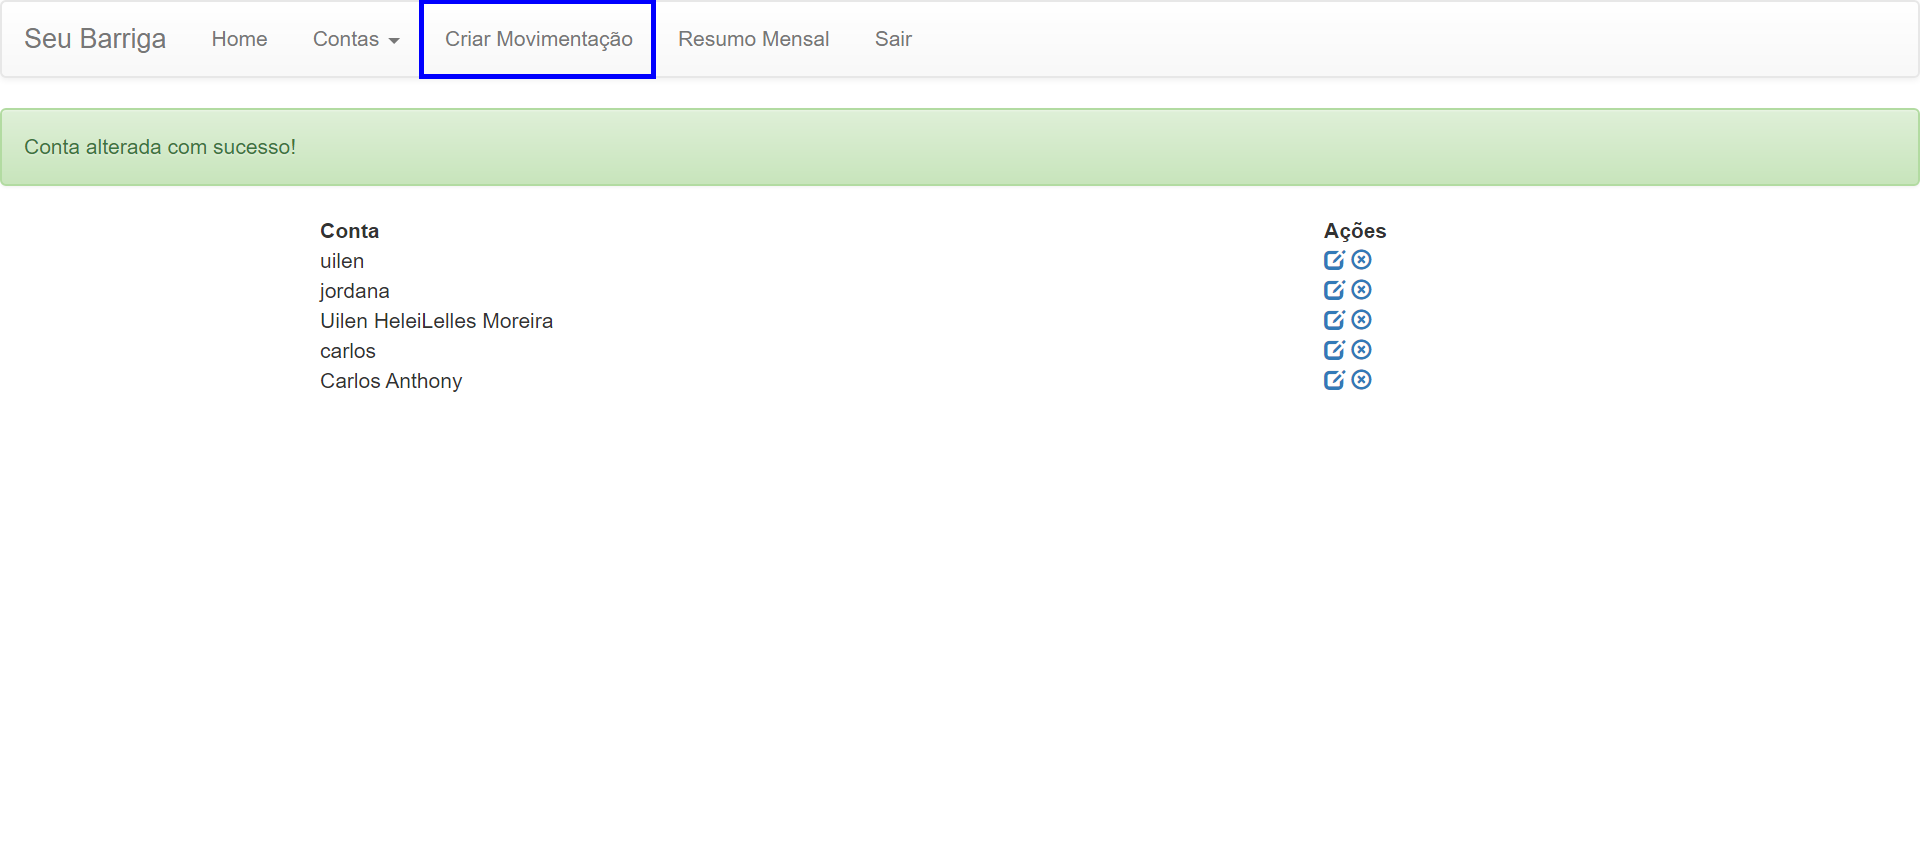 Seu Barriga Home Contas Criar Movimentação Resumo Mensal Sair
Conta alterada com sucesso!
Conta Ações
uilen
jordana
Uilen HeleiLelles Moreira
carlos
Carlos Anthony